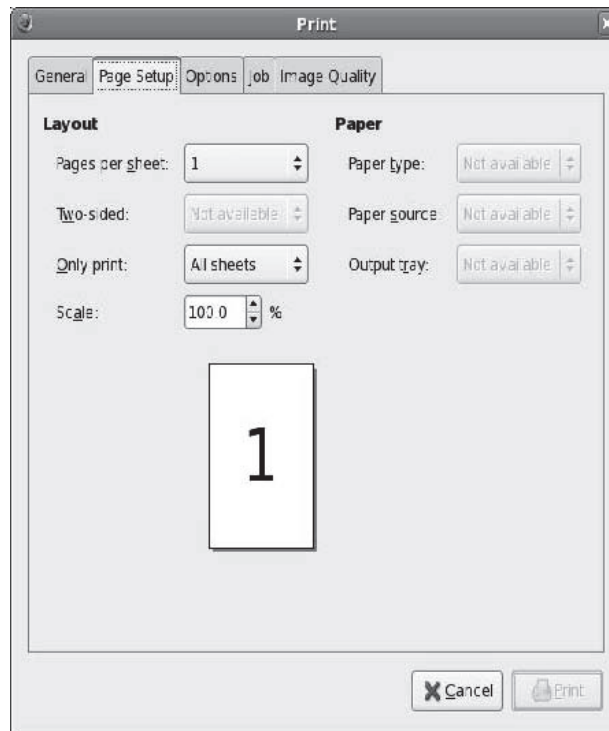 Print
General Page Setup Options Job Image Quality
Layout
Pages per sheet: 1
Two-sided: Not available
Only print: All sheets
Scale: 100.0 %
Paper
Paper type: Not available
Paper source: Not available
Output tray: Not available
1
Cancel Print